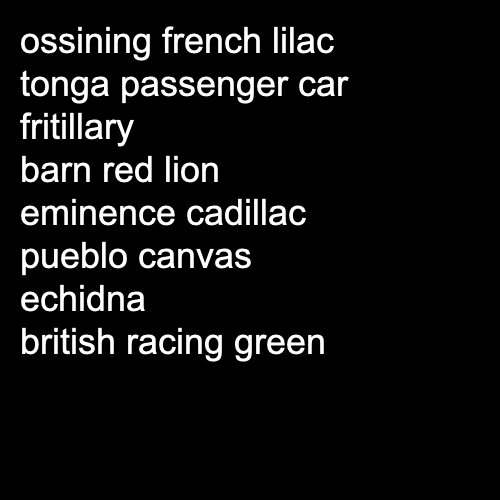 ossining french lilac
tonga passenger car
fritillary
barn red lion
eminence cadillac
pueblo canvas
echidna
british racing green